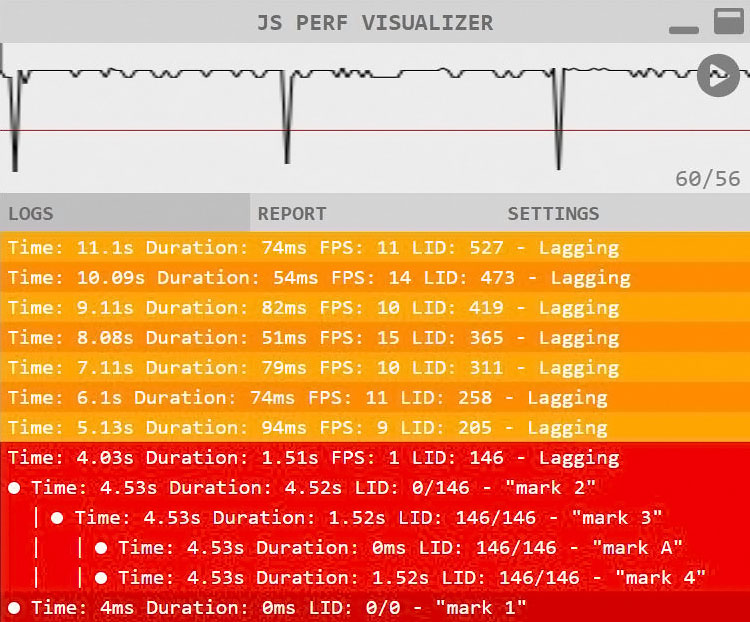 JS PERF VISUALIZER
60/56
LOGS REPORT SETTINGS
Time: 11.1s Duration: 74ms FPS: 11 LID: 527 - Lagging
Time: 10.09s Duration: 54ms FPS: 14 LID: 473 - Lagging
Time: 9.11s Duration: 82ms FPS: 10 LID: 419 - Lagging
Time: 8.08s Duration: 51ms FPS: 15 LID: 365 - Lagging
Time: 7.11s Duration: 79ms FPS: 10 LID: 311 - Lagging
Time: 6.1s Duration: 74ms FPS: 11 LID: 258 - Lagging
Time: 5.13s Duration: 94ms FPS: 9 LID: 205 - Lagging
Time: 4.03s Duration: 1.51s FPS: 1 LID: 146 - Lagging
● Time: 4.53s Duration: 4.52s LID: 0/146 - "mark 2"
| ● Time: 4.53s Duration: 1.52s LID: 146/146 - "mark 3"
| | ● Time: 4.53s Duration: 0ms LID: 146/146 - "mark A"
| | ● Time: 4.53s Duration: 1.52s LID: 146/146 - "mark 4"
● Time: 4ms Duration: 0ms LID: 0/0 - "mark 1"